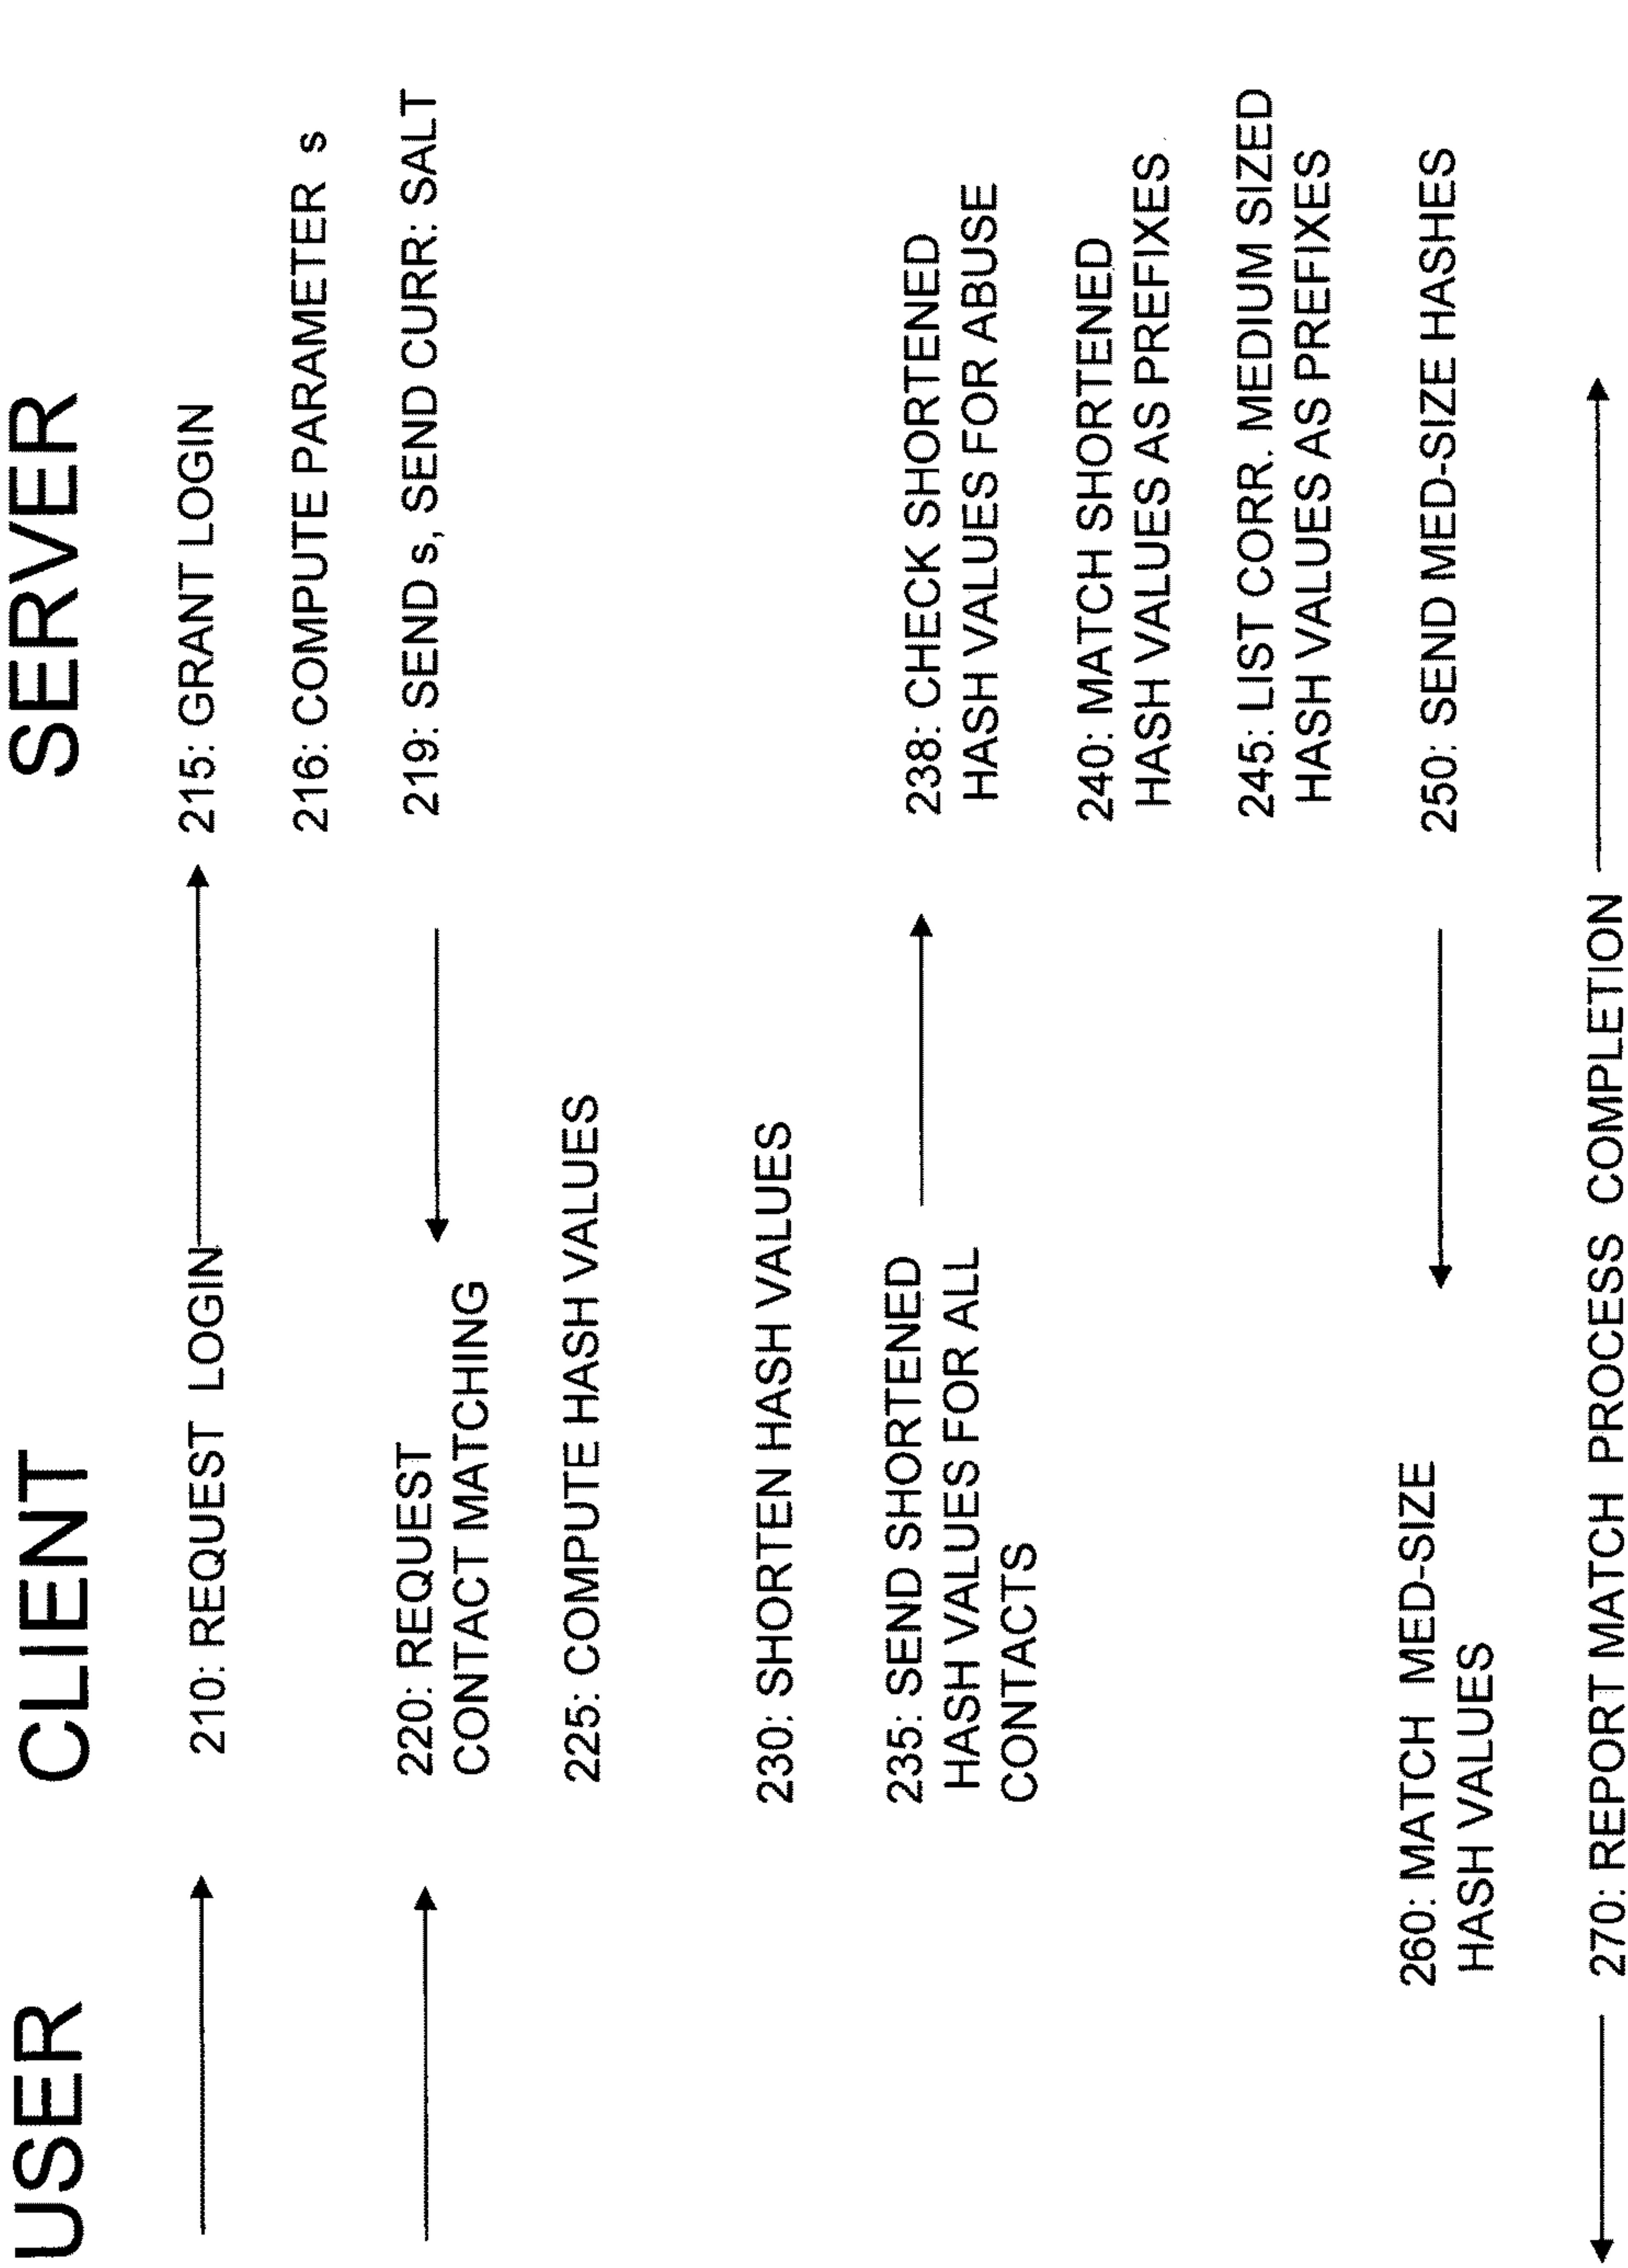 USER CLIENT SERVER
210: REQUEST LOGIN
215: GRANT LOGIN
216: COMPUTE PARAMETER s
219: SEND s, SEND CURR: SALT
220: REQUEST
CONTACT MATCHING
225: COMPUTE HASH VALUES
230: SHORTEN HASH VALUES
235: SEND SHORTENED
HASH VALUES FOR ALL
CONTACTS
238: CHECK SHORTENED
HASH VALUES FOR ABUSE
240: MATCH SHORTENED
HASH VALUES AS PREFIXES
245: LIST CORR. MEDIUM SIZED
HASH VALUES AS PREFIXES
250: SEND MED-SIZE HASHES
260: MATCH MED-SIZE
HASH VALUES
270: REPORT MATCH PROCESS COMPLETION